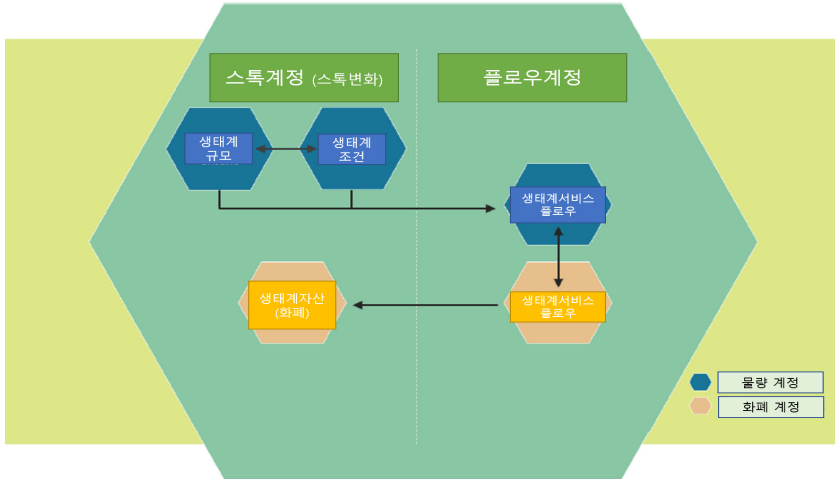 스톡계정 (스톡변화)
플로우계정
생태계
규모
생태계
조건
생태계서비스
플로우
생태계자산
(화폐)
생태계서비스
플로우
물량 계정
화폐 계정